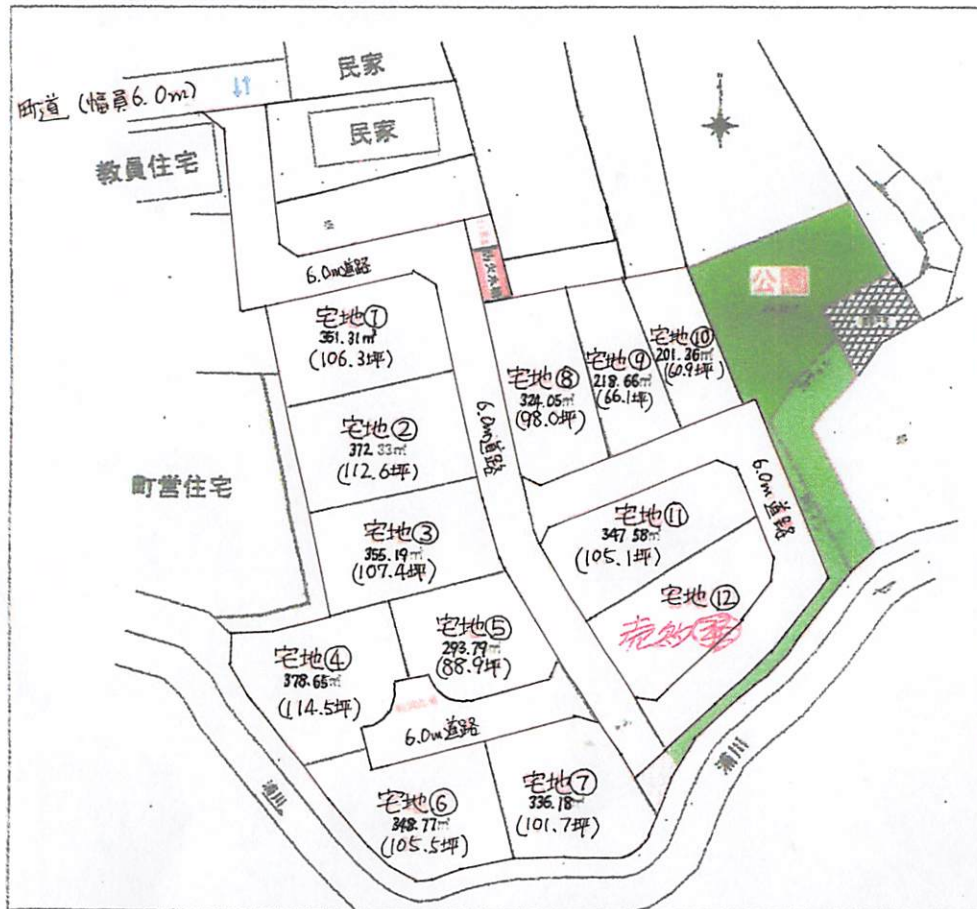 民家
町道 (幅員6.0m)
↓↑
民家
教員住宅
6.0m道路
防火水槽
公園
宅地①
351.31㎡
(106.3坪)
宅地⑧
324.05㎡
(98.0坪)
宅地⑨
218.66㎡
(66.1坪)
宅地⑩
201.36㎡
(60.9坪)
6.0m道路
宅地②
372.33㎡
(112.6坪)
町営住宅
宅地③
355.19㎡
(107.4坪)
宅地⑪
347.58㎡
(105.1坪)
6.0m道路
宅地⑫
売約済
宅地④
378.65㎡
(114.5坪)
宅地⑤
293.79㎡
(88.9坪)
6.0m道路
宅地⑥
348.77㎡
(105.5坪)
宅地⑦
336.18㎡
(101.7坪)